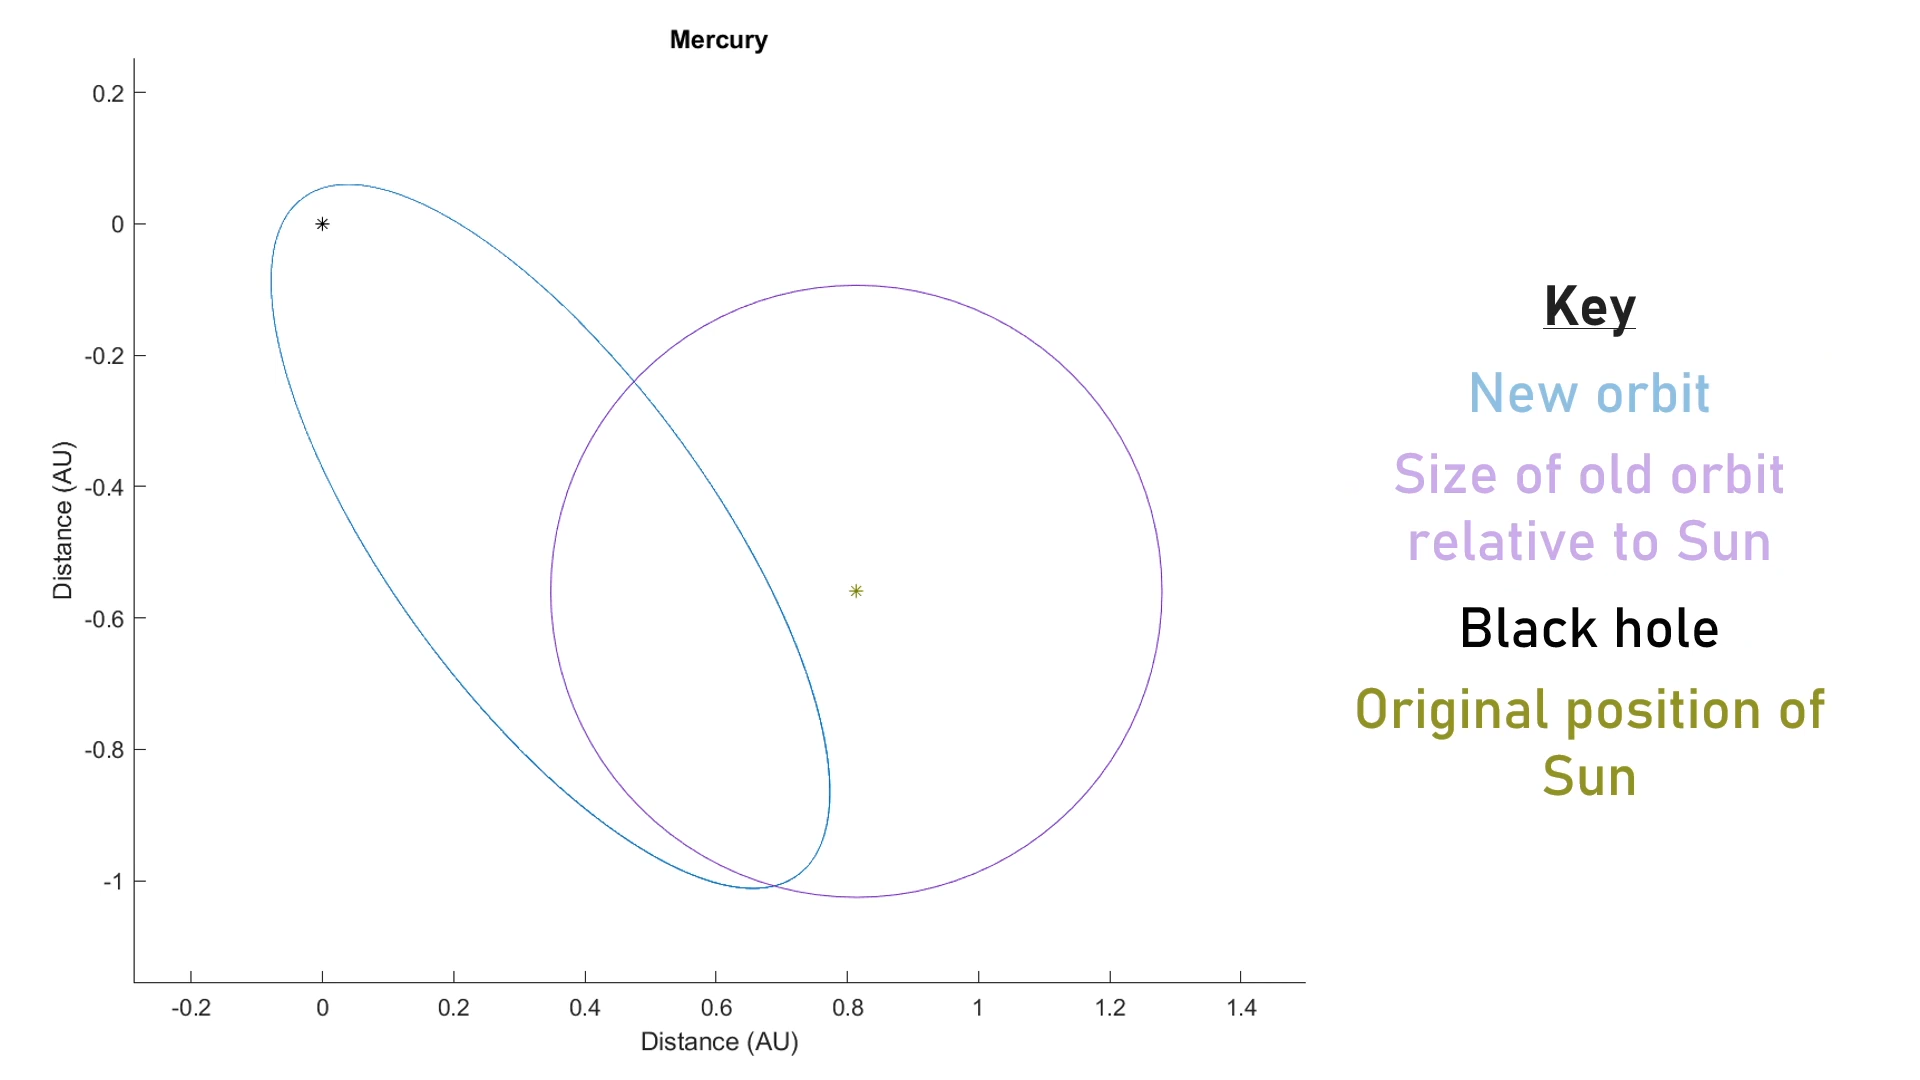 Mercury
0.2
0
-0.2
-0.4
-0.6
-0.8
-1
Distance (AU)
-0.2 0 0.2 0.4 0.6 0.8 1 1.2 1.4
Distance (AU)
Key
New orbit
Size of old orbit
relative to Sun
Black hole
Original position of
Sun